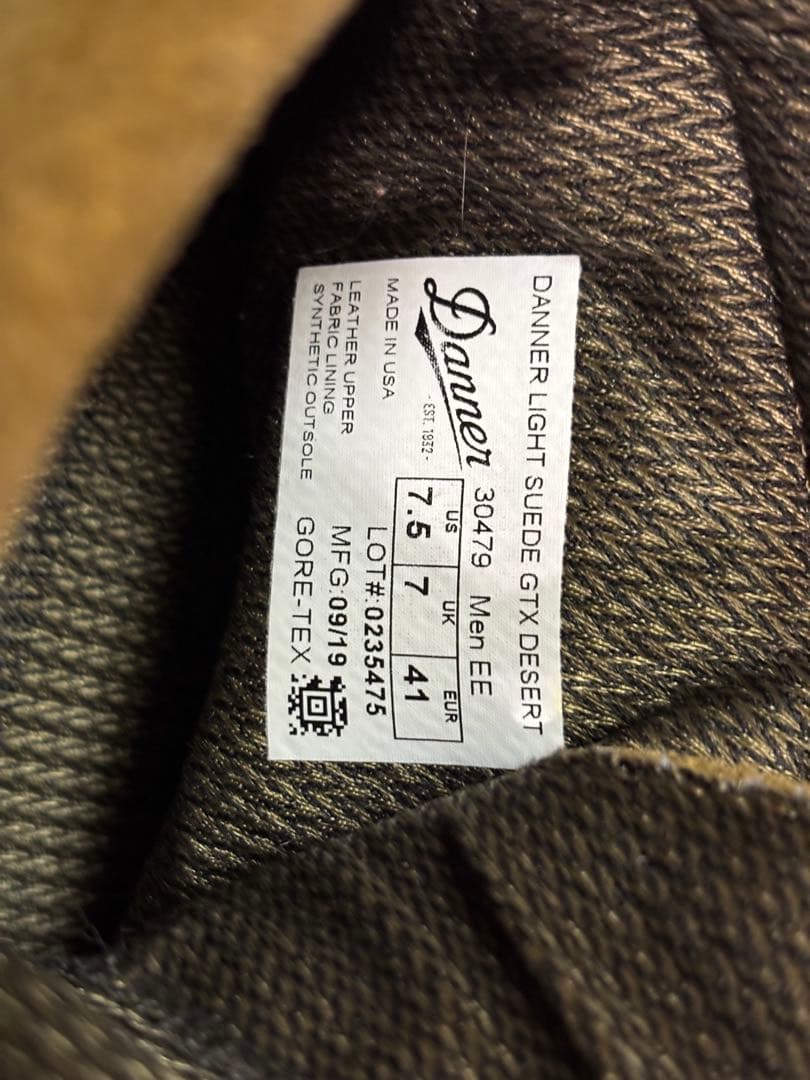 DANNER LIGHT SUEDE GTX DESERT
Danner
- EST. 1932 -
30479 Men EE
US UK EUR
7.5 7 41
MADE IN USA
LOT#:0235475
LEATHER UPPER
FABRIC LINING
SYNTHETIC OUTSOLE
MFG:09/19
GORE-TEX